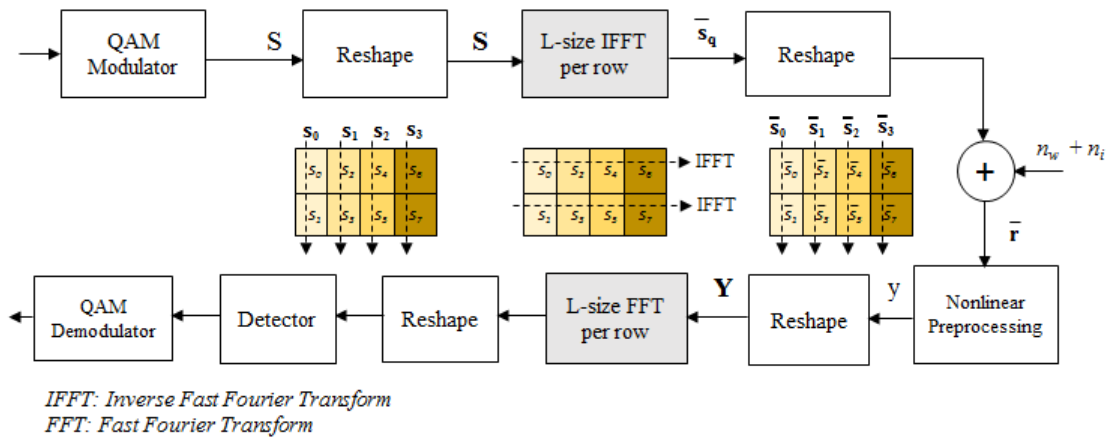 QAM
Modulator
S
Reshape
S
L-size IFFT
per row
s̄q
Reshape
s0 s1 s2 s3
s0 s2 s4 s6
s1 s3 s5 s7
s0 s2 s4 s6 IFFT
s1 s3 s5 s7 IFFT
s̄0 s̄1 s̄2 s̄3
s̄0 s̄2 s̄4 s̄6
s̄1 s̄3 s̄5 s̄7
+
nw + ni
r̄
QAM
Demodulator
Detector
Reshape
L-size FFT
per row
Y
Reshape
y
Nonlinear
Preprocessing
IFFT: Inverse Fast Fourier Transform
FFT: Fast Fourier Transform